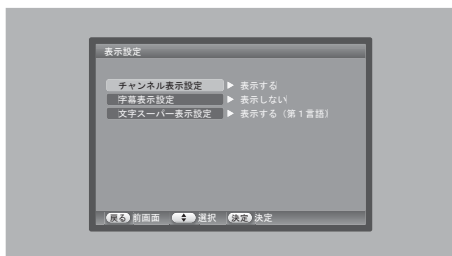 表示設定
チャンネル表示設定 ▶ 表示する
字幕表示設定 ▶ 表示しない
文字スーパー表示設定 ▶ 表示する（第1言語）
戻る 前画面 選択 決定 決定